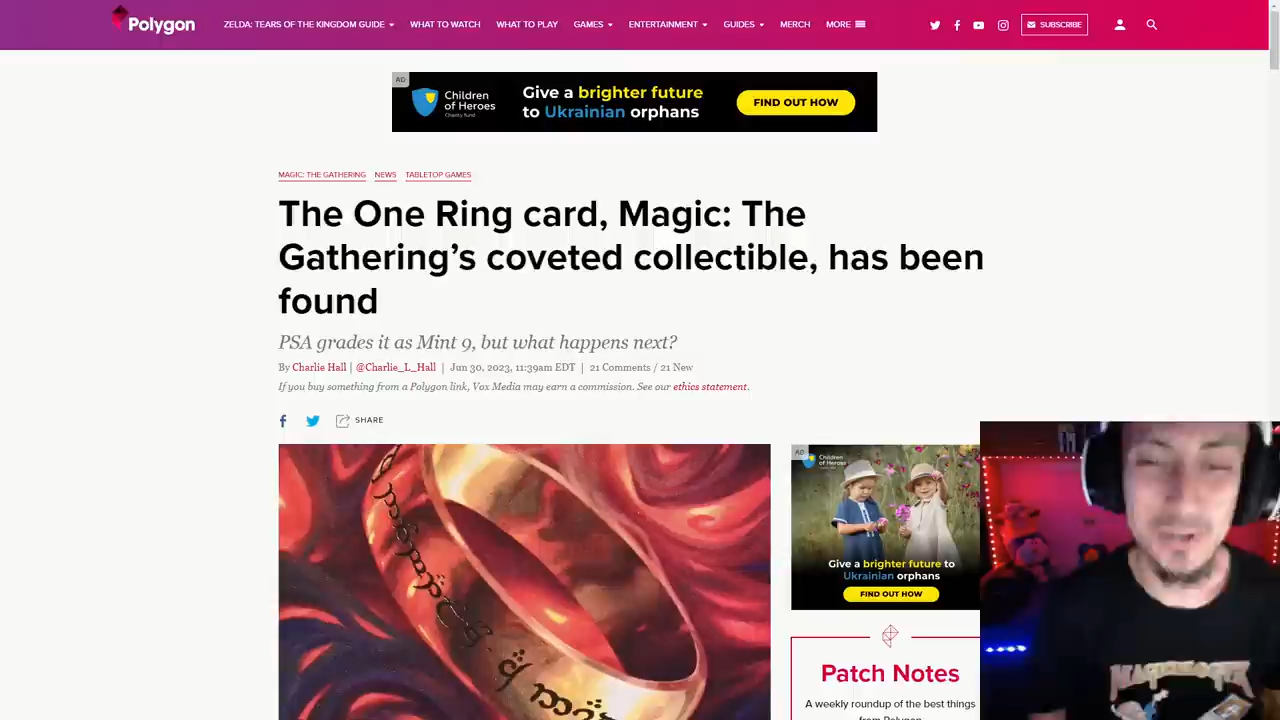 Polygon
ZELDA: TEARS OF THE KINGDOM GUIDE
WHAT TO WATCH
WHAT TO PLAY
GAMES
ENTERTAINMENT
GUIDES
MERCH
MORE
SUBSCRIBE
AD
Children
of Heroes
Charity fund
Give a brighter future
to Ukrainian orphans
FIND OUT HOW
MAGIC: THE GATHERING
NEWS
TABLETOP GAMES
The One Ring card, Magic: The
Gathering’s coveted collectible, has been
found
PSA grades it as Mint 9, but what happens next?
By Charlie Hall | @Charlie_L_Hall | Jun 30, 2023, 11:39am EDT | 21 Comments / 21 New
If you buy something from a Polygon link, Vox Media may earn a commission. See our ethics statement.
SHARE
AD
Children
of Heroes
Give a brighter future to
Ukrainian orphans
FIND OUT HOW
Patch Notes
A weekly roundup of the best things
from Polygon